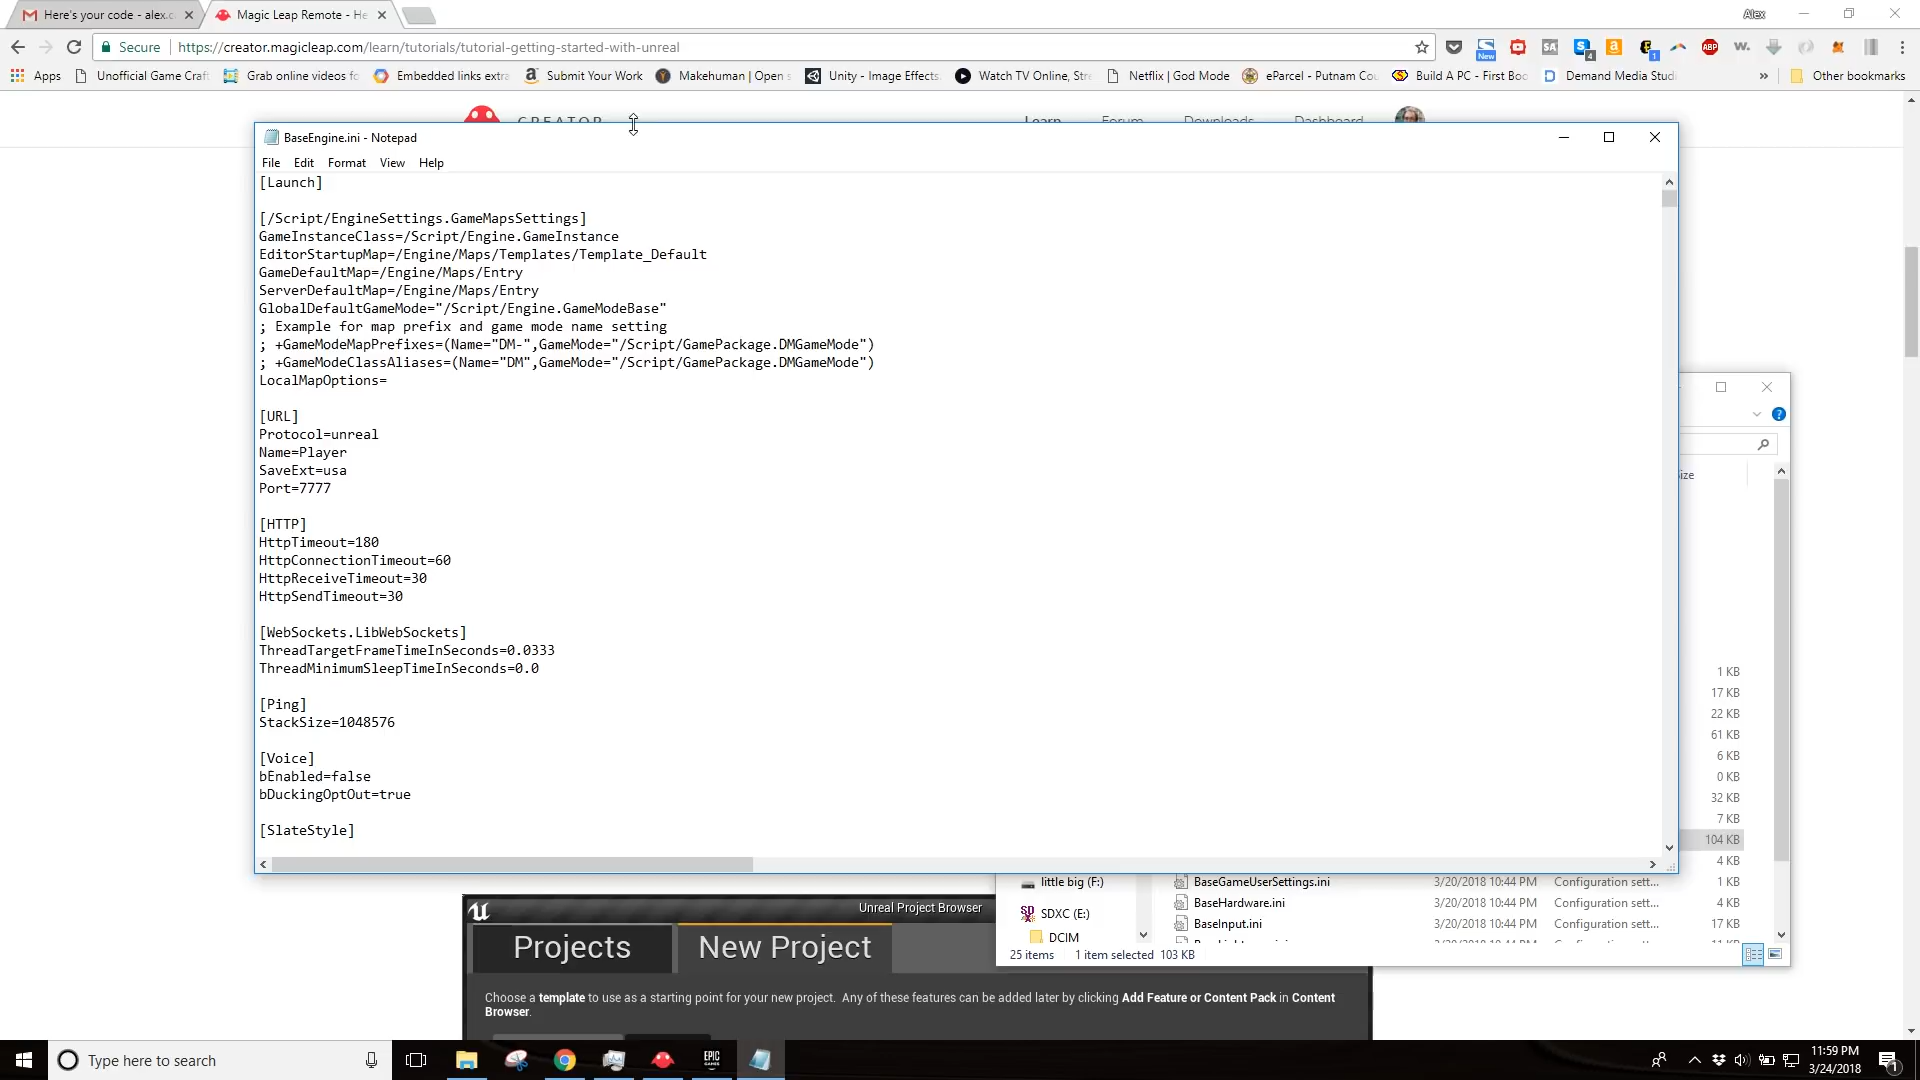 Here's your code - alex.c
Magic Leap Remote - He
Alex
Secure
https://creator.magicleap.com/learn/tutorials/tutorial-getting-started-with-unreal
Apps
Unofficial Game Craft
Grab online videos fo
Embedded links extra
Submit Your Work
Makehuman | Open s
Unity - Image Effects
Watch TV Online, Stre
Netflix | God Mode
eParcel - Putnam Cou
Build A PC - First Boo
Demand Media Studi
»
Other bookmarks
CREATOR
Learn
Forum
Downloads
Dashboard
BaseEngine.ini - Notepad
File Edit Format View Help
[Launch]
[/Script/EngineSettings.GameMapsSettings]
GameInstanceClass=/Script/Engine.GameInstance
EditorStartupMap=/Engine/Maps/Templates/Template_Default
GameDefaultMap=/Engine/Maps/Entry
ServerDefaultMap=/Engine/Maps/Entry
GlobalDefaultGameMode="/Script/Engine.GameModeBase"
; Example for map prefix and game mode name setting
; +GameModeMapPrefixes=(Name="DM-",GameMode="/Script/GamePackage.DMGameMode")
; +GameModeClassAliases=(Name="DM",GameMode="/Script/GamePackage.DMGameMode")
LocalMapOptions=
[URL]
Protocol=unreal
Name=Player
SaveExt=usa
Port=7777
[HTTP]
HttpTimeout=180
HttpConnectionTimeout=60
HttpReceiveTimeout=30
HttpSendTimeout=30
[WebSockets.LibWebSockets]
ThreadTargetFrameTimeInSeconds=0.0333
ThreadMinimumSleepTimeInSeconds=0.0
[Ping]
StackSize=1048576
[Voice]
bEnabled=false
bDuckingOptOut=true
[SlateStyle]
ize
1 KB
17 KB
22 KB
61 KB
6 KB
0 KB
32 KB
7 KB
104 KB
4 KB
little big (F:)
SDXC (E:)
DCIM
BaseGameUserSettings.ini 3/20/2018 10:44 PM Configuration sett... 1 KB
BaseHardware.ini 3/20/2018 10:44 PM Configuration sett... 4 KB
BaseInput.ini 3/20/2018 10:44 PM Configuration sett... 17 KB
25 items 1 item selected 103 KB
Unreal Project Browser
Projects
New Project
Choose a template to use as a starting point for your new project. Any of these features can be added later by clicking Add Feature or Content Pack in Content
Browser.
Type here to search
EPIC
GAMES
11:59 PM
3/24/2018